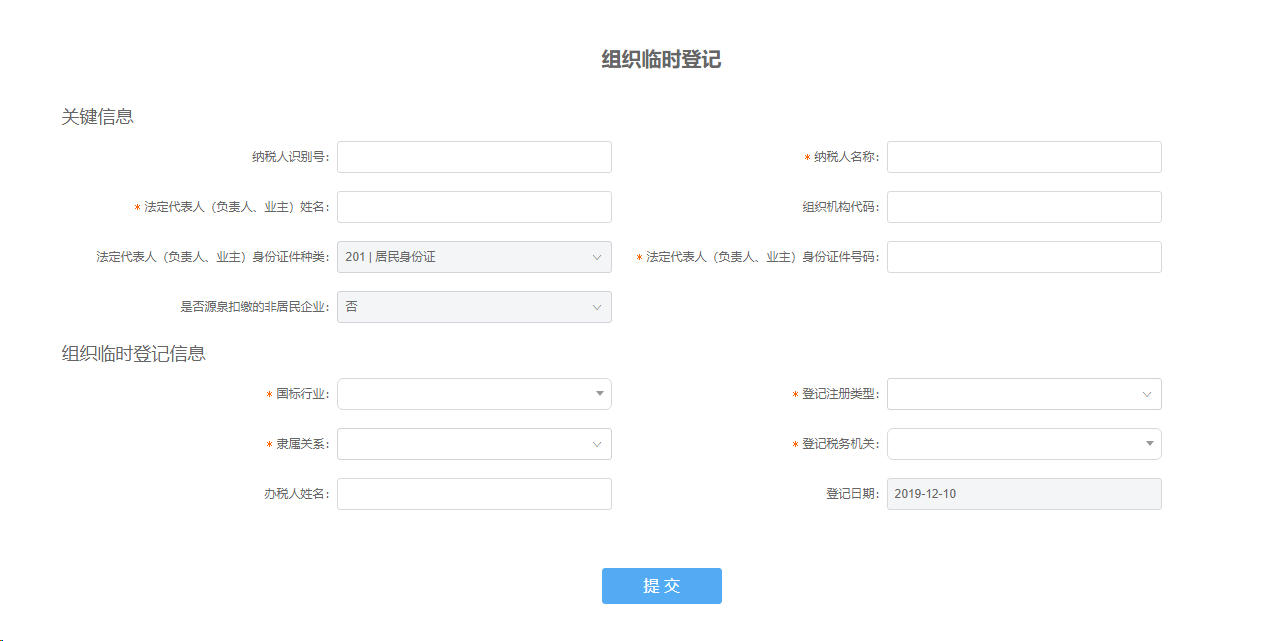 组织临时登记
关键信息
纳税人识别号: * 纳税人名称:
* 法定代表人（负责人、业主）姓名: 组织机构代码:
法定代表人（负责人、业主）身份证件种类: 201 | 居民身份证 * 法定代表人（负责人、业主）身份证件号码:
是否源泉扣缴的非居民企业: 否
组织临时登记信息
* 国标行业: * 登记注册类型:
* 隶属关系: * 登记税务机关:
办税人姓名: 登记日期: 2019-12-10
提 交